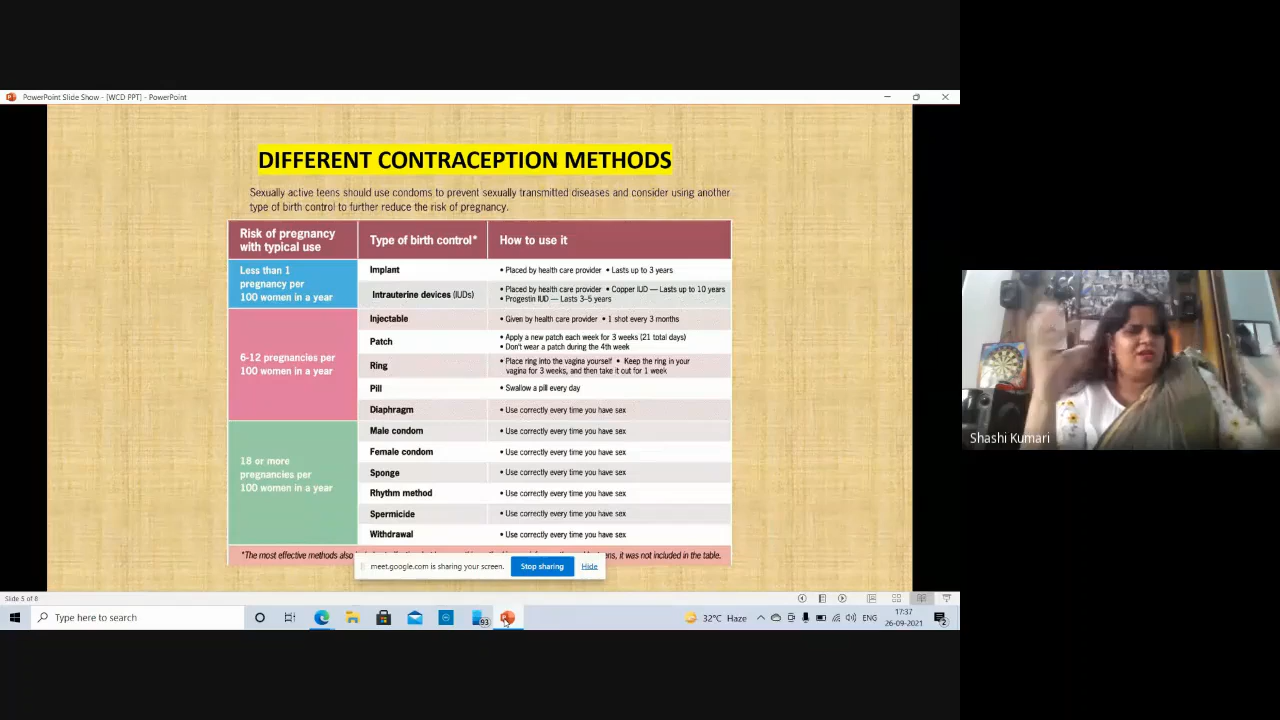 PowerPoint Slide Show - [WCD PPT] - PowerPoint
DIFFERENT CONTRACEPTION METHODS
Sexually active teens should use condoms to prevent sexually transmitted diseases and consider using another
type of birth control to further reduce the risk of pregnancy.
Risk of pregnancy
with typical use
Type of birth control*
How to use it
Less than 1
pregnancy per
100 women in a year
Implant
• Placed by health care provider • Lasts up to 3 years
Intrauterine devices (IUDs)
• Placed by health care provider • Copper IUD — Lasts up to 10 years
• Progestin IUD — Lasts 3–5 years
6-12 pregnancies per
100 women in a year
Injectable
• Given by health care provider • 1 shot every 3 months
Patch
• Apply a new patch each week for 3 weeks (21 total days)
• Don't wear a patch during the 4th week
Ring
• Place ring into the vagina yourself • Keep the ring in your
vagina for 3 weeks, and then take it out for 1 week
Pill
• Swallow a pill every day
Diaphragm
• Use correctly every time you have sex
18 or more
pregnancies per
100 women in a year
Male condom
• Use correctly every time you have sex
Female condom
• Use correctly every time you have sex
Sponge
• Use correctly every time you have sex
Rhythm method
• Use correctly every time you have sex
Spermicide
• Use correctly every time you have sex
Withdrawal
• Use correctly every time you have sex
*The most effective methods also it was not included in the table.
meet.google.com is sharing your screen.
Stop sharing
Hide
Slide 5 of 8
Type here to search
93
32°C Haze
ENG
17:37
26-09-2021
2
Shashi Kumari